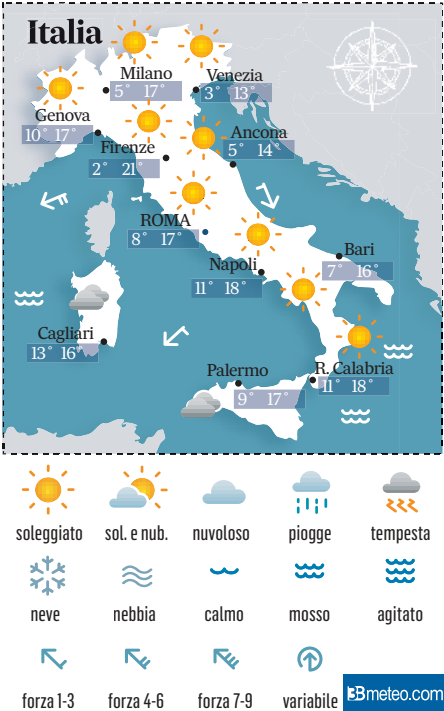 Italia
Milano
5° 17°
Venezia
3° 13°
Genova
10° 17°
Firenze
2° 21°
Ancona
5° 14°
ROMA
8° 17°
Napoli
11° 18°
Bari
7° 16°
Cagliari
13° 16°
Palermo
9° 17°
R. Calabria
11° 18°
soleggiato
sol. e nub.
nuvoloso
piogge
tempesta
neve
nebbia
calmo
mosso
agitato
forza 1-3
forza 4-6
forza 7-9
variabile
3Bmeteo.com